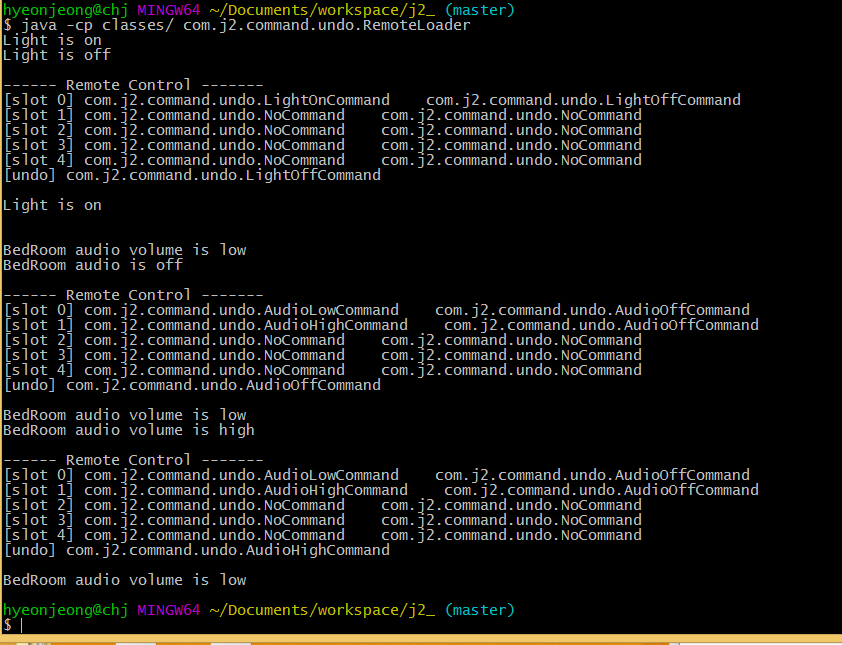 hyeonjeong@chj MINGW64 ~/Documents/workspace/j2_ (master)
$ java -cp classes/ com.j2.command.undo.RemoteLoader
Light is on
Light is off
------ Remote Control -------
[slot 0] com.j2.command.undo.LightOnCommand    com.j2.command.undo.LightOffCommand
[slot 1] com.j2.command.undo.NoCommand    com.j2.command.undo.NoCommand
[slot 2] com.j2.command.undo.NoCommand    com.j2.command.undo.NoCommand
[slot 3] com.j2.command.undo.NoCommand    com.j2.command.undo.NoCommand
[slot 4] com.j2.command.undo.NoCommand    com.j2.command.undo.NoCommand
[undo] com.j2.command.undo.LightOffCommand
Light is on
BedRoom audio volume is low
BedRoom audio is off
------ Remote Control -------
[slot 0] com.j2.command.undo.AudioLowCommand    com.j2.command.undo.AudioOffCommand
[slot 1] com.j2.command.undo.AudioHighCommand    com.j2.command.undo.AudioOffCommand
[slot 2] com.j2.command.undo.NoCommand    com.j2.command.undo.NoCommand
[slot 3] com.j2.command.undo.NoCommand    com.j2.command.undo.NoCommand
[slot 4] com.j2.command.undo.NoCommand    com.j2.command.undo.NoCommand
[undo] com.j2.command.undo.AudioOffCommand
BedRoom audio volume is low
BedRoom audio volume is high
------ Remote Control -------
[slot 0] com.j2.command.undo.AudioLowCommand    com.j2.command.undo.AudioOffCommand
[slot 1] com.j2.command.undo.AudioHighCommand    com.j2.command.undo.AudioOffCommand
[slot 2] com.j2.command.undo.NoCommand    com.j2.command.undo.NoCommand
[slot 3] com.j2.command.undo.NoCommand    com.j2.command.undo.NoCommand
[slot 4] com.j2.command.undo.NoCommand    com.j2.command.undo.NoCommand
[undo] com.j2.command.undo.AudioHighCommand
BedRoom audio volume is low
hyeonjeong@chj MINGW64 ~/Documents/workspace/j2_ (master)
$